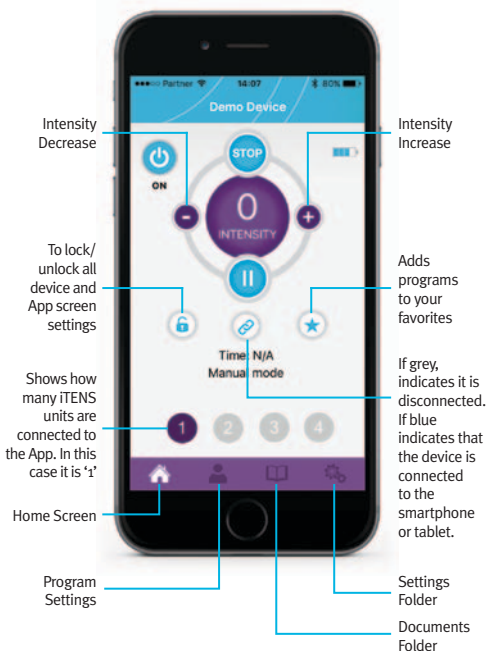 Partner
14:07
80%
Demo Device
Intensity
Decrease
Intensity
Increase
STOP
ON
0
INTENSITY
-
+
To lock/
unlock all
device and
App screen
settings
Adds
programs
to your
favorites
Time: N/A
Manual mode
Shows how
many iTENS
units are
connected to
the App. In this
case it is ‘1’
If grey,
indicates it is
disconnected.
If blue
indicates that
the device is
connected
to the
smartphone
or tablet.
1 2 3 4
Home Screen
Program
Settings
Settings
Folder
Documents
Folder